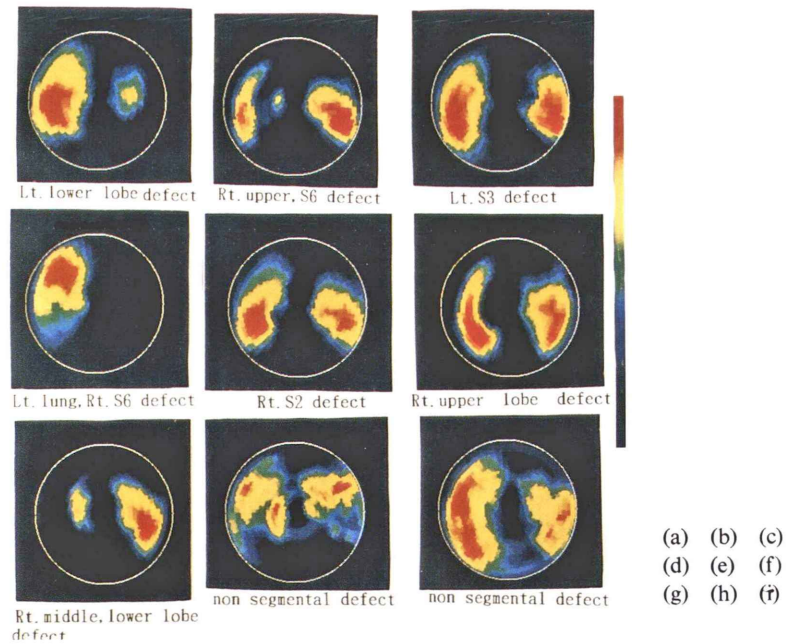 Lt. lower lobe defect
Rt. upper, S6 defect
Lt. S3 defect
Lt. lung, Rt. S6 defect
Rt. S2 defect
Rt. upper lobe defect
Rt. middle, lower lobe
defect
non segmental defect
non segmental defect
(a) (b) (c)
(d) (e) (f)
(g) (h)